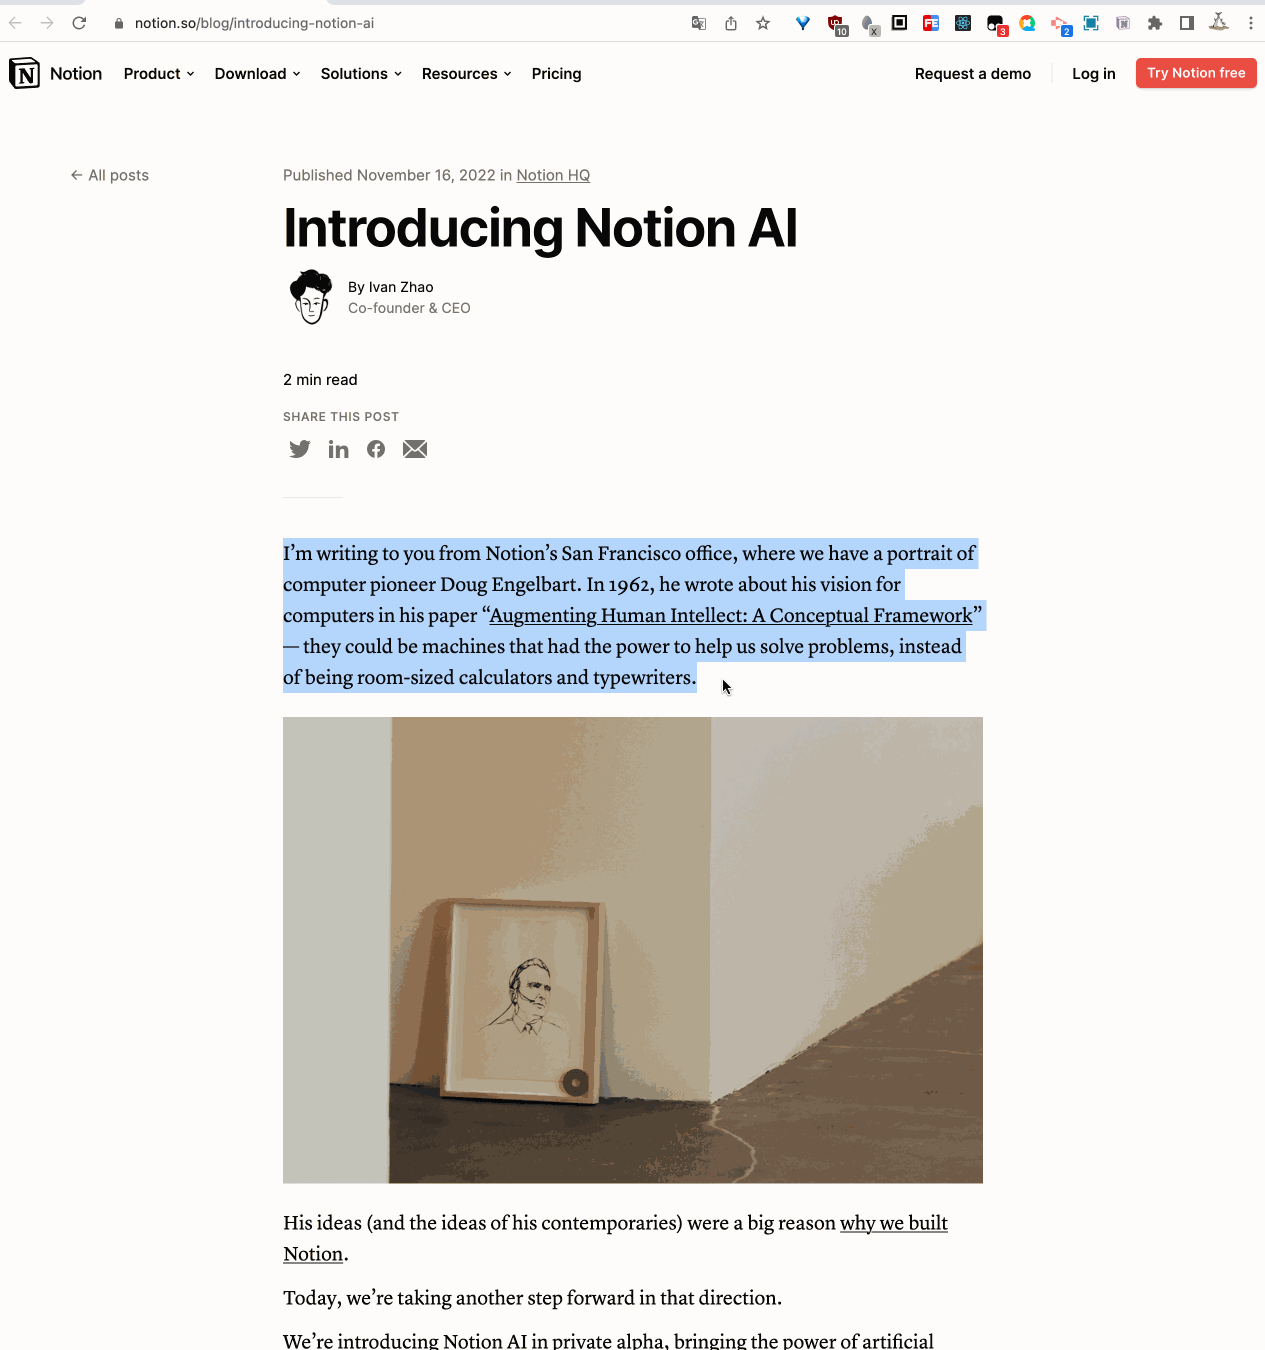 notion.so/blog/introducing-notion-ai
10
x
3
2
Notion
Product
Download
Solutions
Resources
Pricing
Request a demo
Log in
Try Notion free
← All posts
Published November 16, 2022 in Notion HQ
Introducing Notion AI
By Ivan Zhao
Co-founder & CEO
2 min read
SHARE THIS POST
I’m writing to you from Notion’s San Francisco office, where we have a portrait of
computer pioneer Doug Engelbart. In 1962, he wrote about his vision for
computers in his paper “Augmenting Human Intellect: A Conceptual Framework”
— they could be machines that had the power to help us solve problems, instead
of being room-sized calculators and typewriters.
His ideas (and the ideas of his contemporaries) were a big reason why we built
Notion.
Today, we’re taking another step forward in that direction.
We’re introducing Notion AI in private alpha, bringing the power of artificial